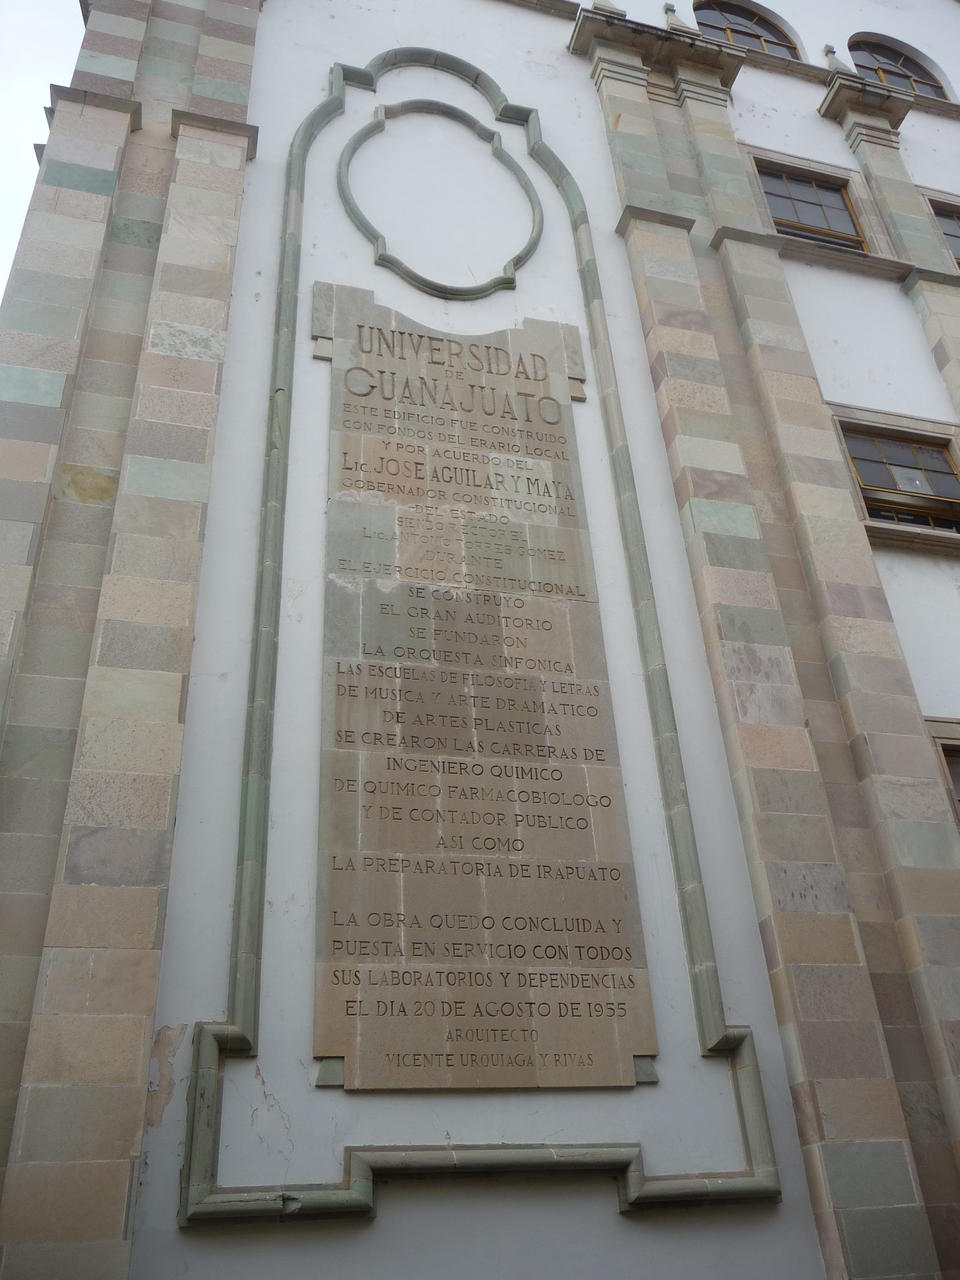 UNIVERSIDAD
DE
GUANAJUATO
ESTE EDIFICIO FUE CONSTRUIDO
CON FONDOS DEL ERARIO LOCAL
Y POR ACUERDO DEL
Lic. JOSE AGUILAR Y MAYA
GOBERNADOR CONSTITUCIONAL
DEL ESTADO
SIENDO RECTOR EL
Lic. ANTONIO TORRES GOMEZ
DURANTE
EL EJERCICIO CONSTITUCIONAL
SE CONSTRUYO
EL GRAN AUDITORIO
SE FUNDARON
LA ORQUESTA SINFONICA
LAS ESCUELAS DE FILOSOFIA Y LETRAS
DE MUSICA Y ARTE DRAMATICO
DE ARTES PLASTICAS
SE CREARON LAS CARRERAS DE
INGENIERO QUIMICO
DE QUIMICO FARMACOBIOLOGO
Y DE CONTADOR PUBLICO
ASI COMO
LA PREPARATORIA DE IRAPUATO
LA OBRA QUEDO CONCLUIDA Y
PUESTA EN SERVICIO CON TODOS
SUS LABORATORIOS Y DEPENDENCIAS
EL DIA 20 DE AGOSTO DE 1955
ARQUITECTO
VICENTE URQUIAGA Y RIVAS